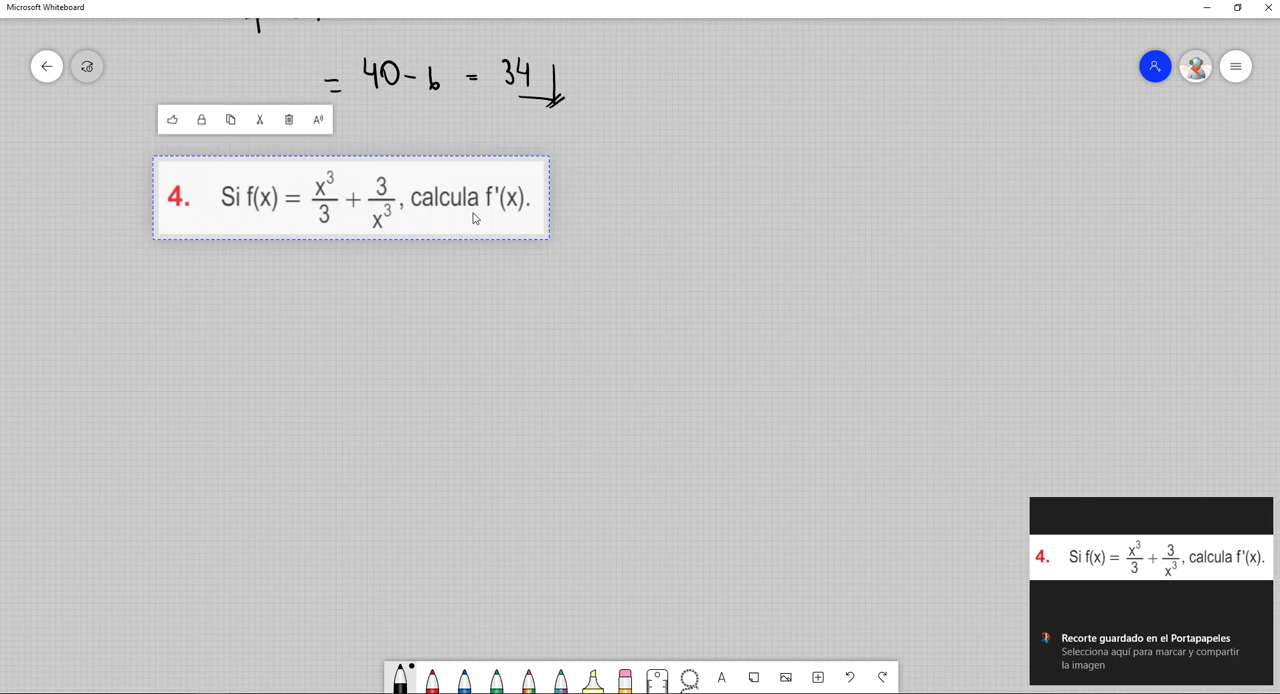 Microsoft Whiteboard
= 40 - 6 = 34
4. Si f(x) = x³/3 + 3/x³, calcula f'(x).
4. Si f(x) = x³/3 + 3/x³, calcula f'(x).
Recorte guardado en el Portapapeles
Selecciona aquí para marcar y compartir
la imagen